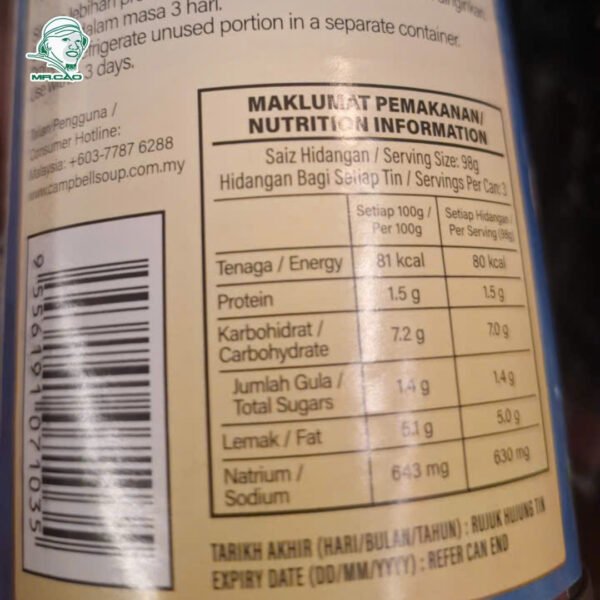 dalam masa 3 hari.
refrigerate unused portion in a separate container.
3 days.
MR.CAO
Talian Pengguna /
Consumer Hotline:
Malaysia: +603-7787 6288
www.campbellsoup.com.my
9 556191 071035
MAKLUMAT PEMAKANAN/
NUTRITION INFORMATION
Saiz Hidangan / Serving Size: 98g
Hidangan Bagi Setiap Tin / Servings Per Can: 3
Setiap 100g / Per 100g
Setiap Hidangan / Per Serving (98g)
Tenaga / Energy 81 kcal 80 kcal
Protein 1.5 g 1.5 g
Karbohidrat / Carbohydrate 7.2 g 7.0 g
Jumlah Gula / Total Sugars 1.4 g 1.4 g
Lemak / Fat 5.1 g 5.0 g
Natrium / Sodium 643 mg 630 mg
TARIKH AKHIR (HARI/BULAN/TAHUN) : RUJUK HUJUNG TIN
EXPIRY DATE (DD/MM/YYYY) : REFER CAN END